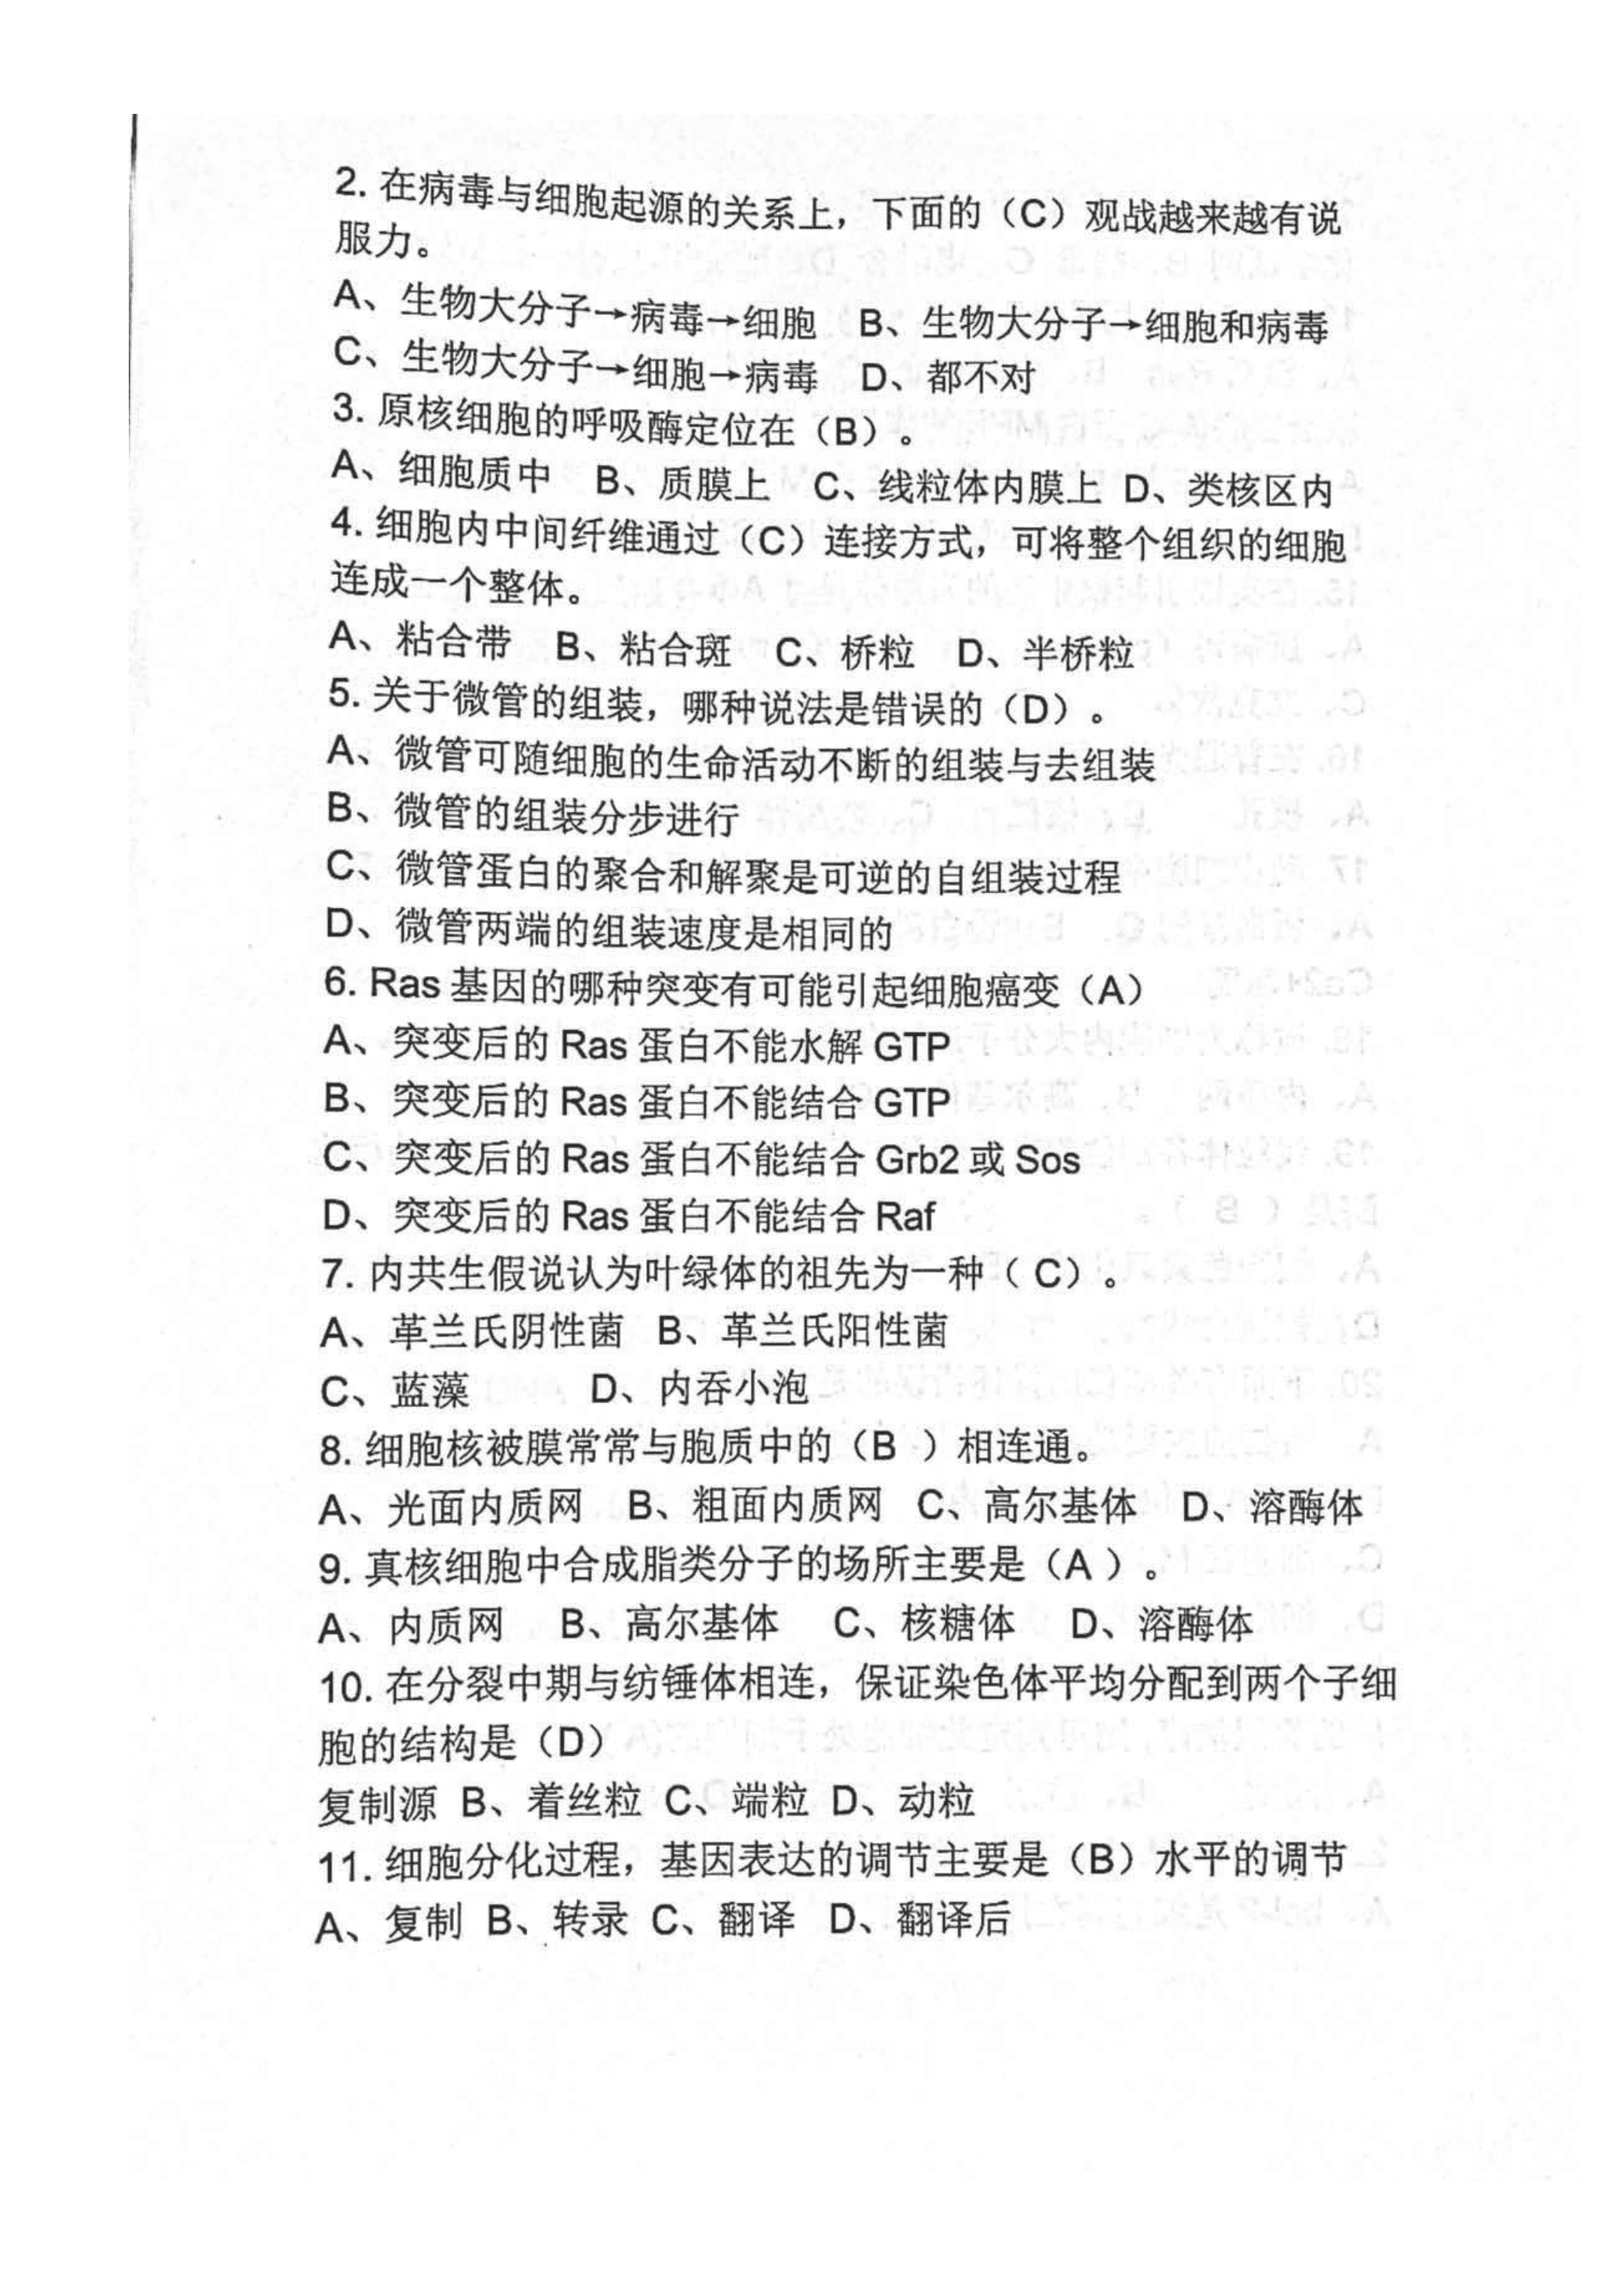 2. 在病毒与细胞起源的关系上，下面的（C）观战越来越有说
服力。
A、生物大分子→病毒→细胞 B、生物大分子→细胞和病毒
C、生物大分子→细胞→病毒 D、都不对
3. 原核细胞的呼吸酶定位在（B）。
A、细胞质中 B、质膜上 C、线粒体内膜上 D、类核区内
4. 细胞内中间纤维通过（C）连接方式，可将整个组织的细胞
连成一个整体。
A、粘合带 B、粘合斑 C、桥粒 D、半桥粒
5. 关于微管的组装，哪种说法是错误的（D）。
A、微管可随细胞的生命活动不断的组装与去组装
B、微管的组装分步进行
C、微管蛋白的聚合和解聚是可逆的自组装过程
D、微管两端的组装速度是相同的
6. Ras 基因的哪种突变有可能引起细胞癌变（A）
A、突变后的 Ras 蛋白不能水解 GTP
B、突变后的 Ras 蛋白不能结合 GTP
C、突变后的 Ras 蛋白不能结合 Grb2 或 Sos
D、突变后的 Ras 蛋白不能结合 Raf
7. 内共生假说认为叶绿体的祖先为一种（ C）。
A、革兰氏阴性菌 B、革兰氏阳性菌
C、蓝藻 D、内吞小泡
8. 细胞核被膜常常与胞质中的（B ）相连通。
A、光面内质网 B、粗面内质网 C、高尔基体 D、溶酶体
9. 真核细胞中合成脂类分子的场所主要是（A ）。
A、内质网 B、高尔基体 C、核糖体 D、溶酶体
10. 在分裂中期与纺锤体相连，保证染色体平均分配到两个子细
胞的结构是（D）
复制源 B、着丝粒 C、端粒 D、动粒
11. 细胞分化过程，基因表达的调节主要是（B）水平的调节
A、复制 B、转录 C、翻译 D、翻译后